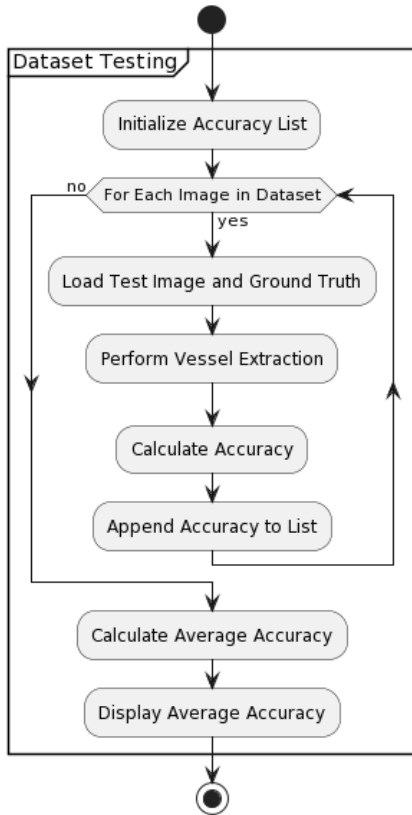 Dataset Testing
Initialize Accuracy List
no
For Each Image in Dataset
yes
Load Test Image and Ground Truth
Perform Vessel Extraction
Calculate Accuracy
Append Accuracy to List
Calculate Average Accuracy
Display Average Accuracy